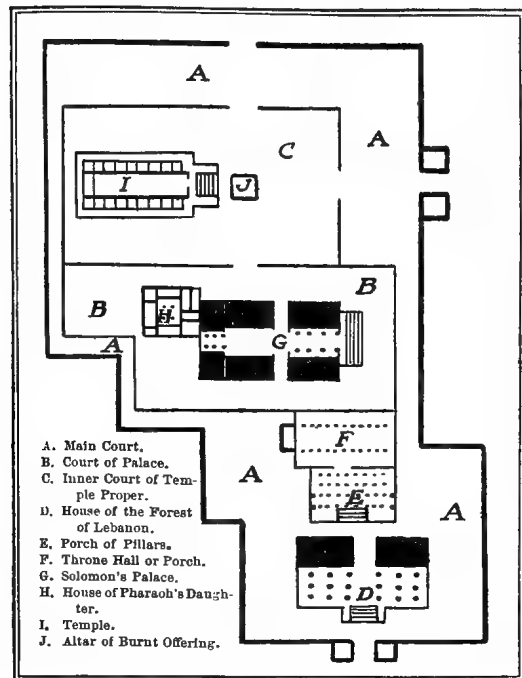 A
A
C
I
J
B
B
H
G
A
F
A
E
A
D
A. Main Court.
B. Court of Palace.
C. Inner Court of Tem-
ple Proper.
D. House of the Forest
of Lebanon.
E. Porch of Pillars.
F. Throne Hall or Porch.
G. Solomon's Palace.
H. House of Pharaoh's Daugh-
ter.
I. Temple.
J. Altar of Burnt Offering.